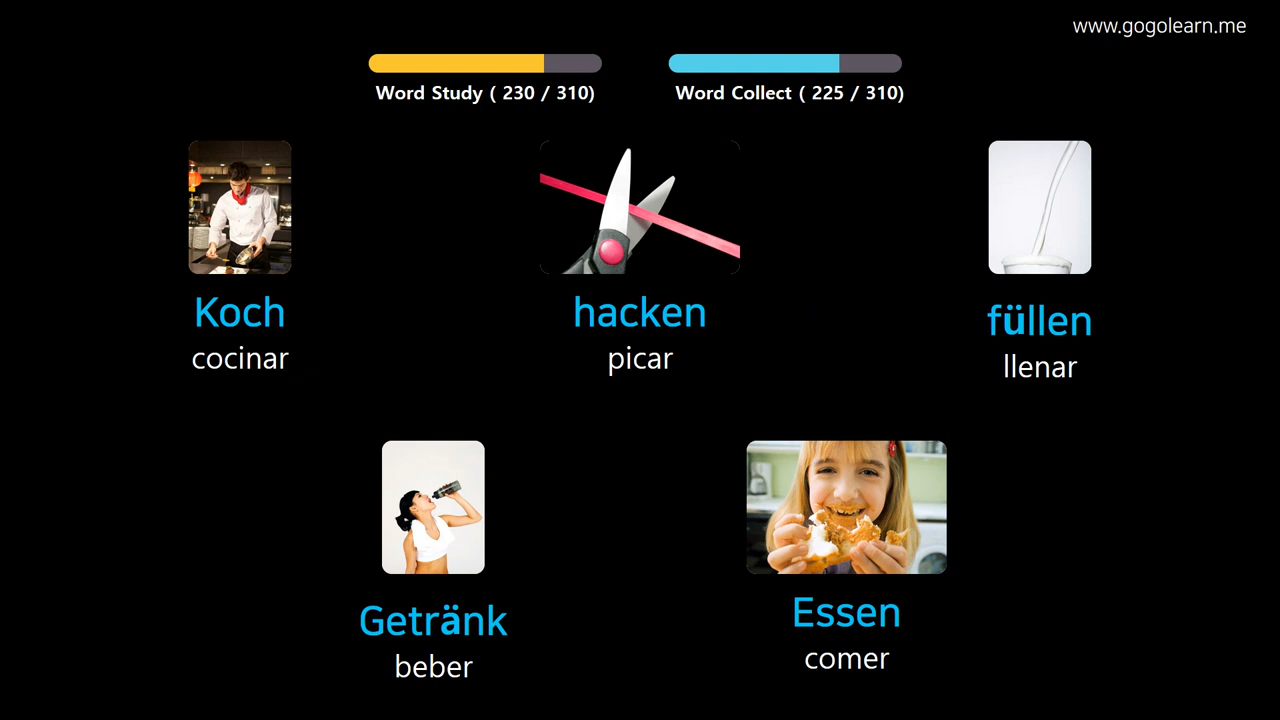 www.gogolearn.me
Word Study ( 230 / 310)
Word Collect ( 225 / 310)
Koch
cocinar
hacken
picar
füllen
llenar
Getränk
beber
Essen
comer